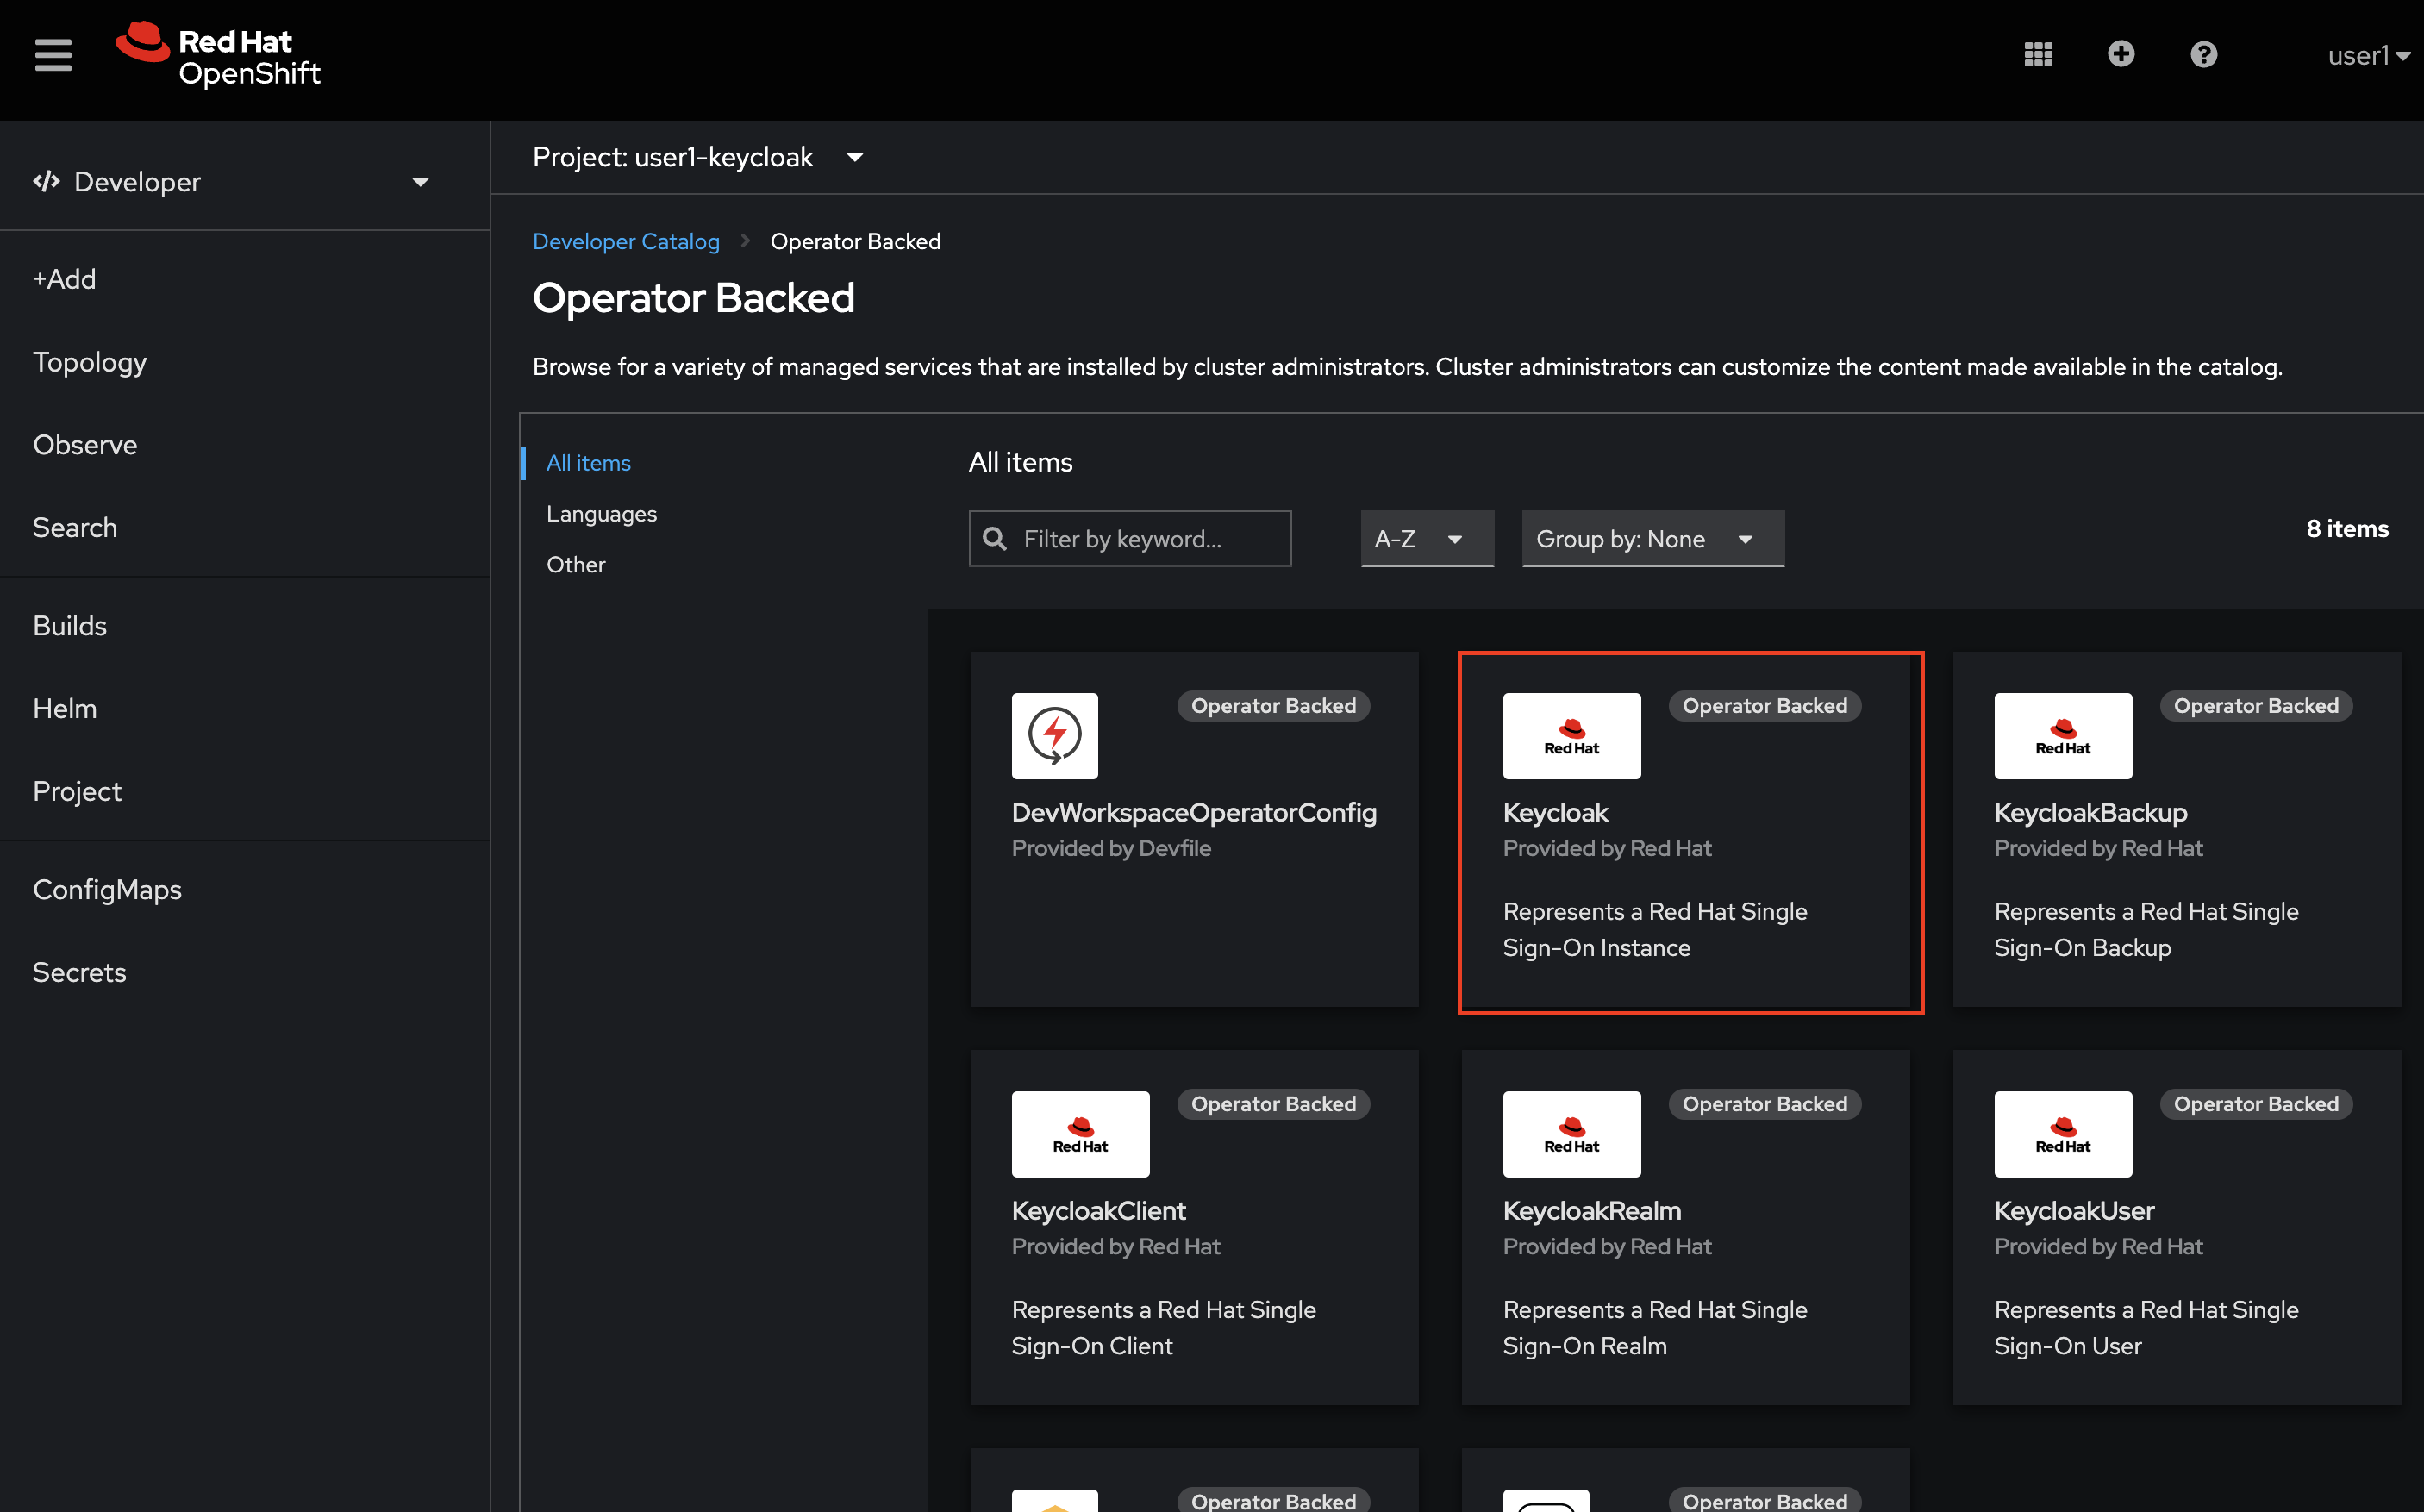 Red Hat
OpenShift
user1
Developer
+Add
Topology
Observe
Search
Builds
Helm
Project
ConfigMaps
Secrets
Project: user1-keycloak
Developer Catalog > Operator Backed
Operator Backed
Browse for a variety of managed services that are installed by cluster administrators. Cluster administrators can customize the content made available in the catalog.
All items
Languages
Other
All items
Filter by keyword...
A-Z
Group by: None
8 items
Operator Backed
DevWorkspaceOperatorConfig
Provided by Devfile
Red Hat
Operator Backed
Keycloak
Provided by Red Hat
Represents a Red Hat Single
Sign-On Instance
Red Hat
Operator Backed
KeycloakBackup
Provided by Red Hat
Represents a Red Hat Single
Sign-On Backup
Red Hat
Operator Backed
KeycloakClient
Provided by Red Hat
Represents a Red Hat Single
Sign-On Client
Red Hat
Operator Backed
KeycloakRealm
Provided by Red Hat
Represents a Red Hat Single
Sign-On Realm
Red Hat
Operator Backed
KeycloakUser
Provided by Red Hat
Represents a Red Hat Single
Sign-On User
Operator Backed
Operator Backed